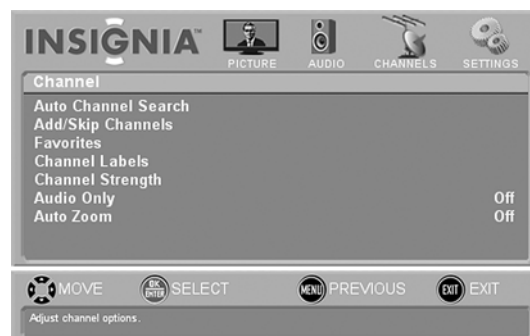 INSIGNIA™
PICTURE AUDIO CHANNELS SETTINGS
Channel
Auto Channel Search
Add/Skip Channels
Favorites
Channel Labels
Channel Strength
Audio Only Off
Auto Zoom Off
MOVE OK ENTER SELECT MENU PREVIOUS EXIT EXIT
Adjust channel options.